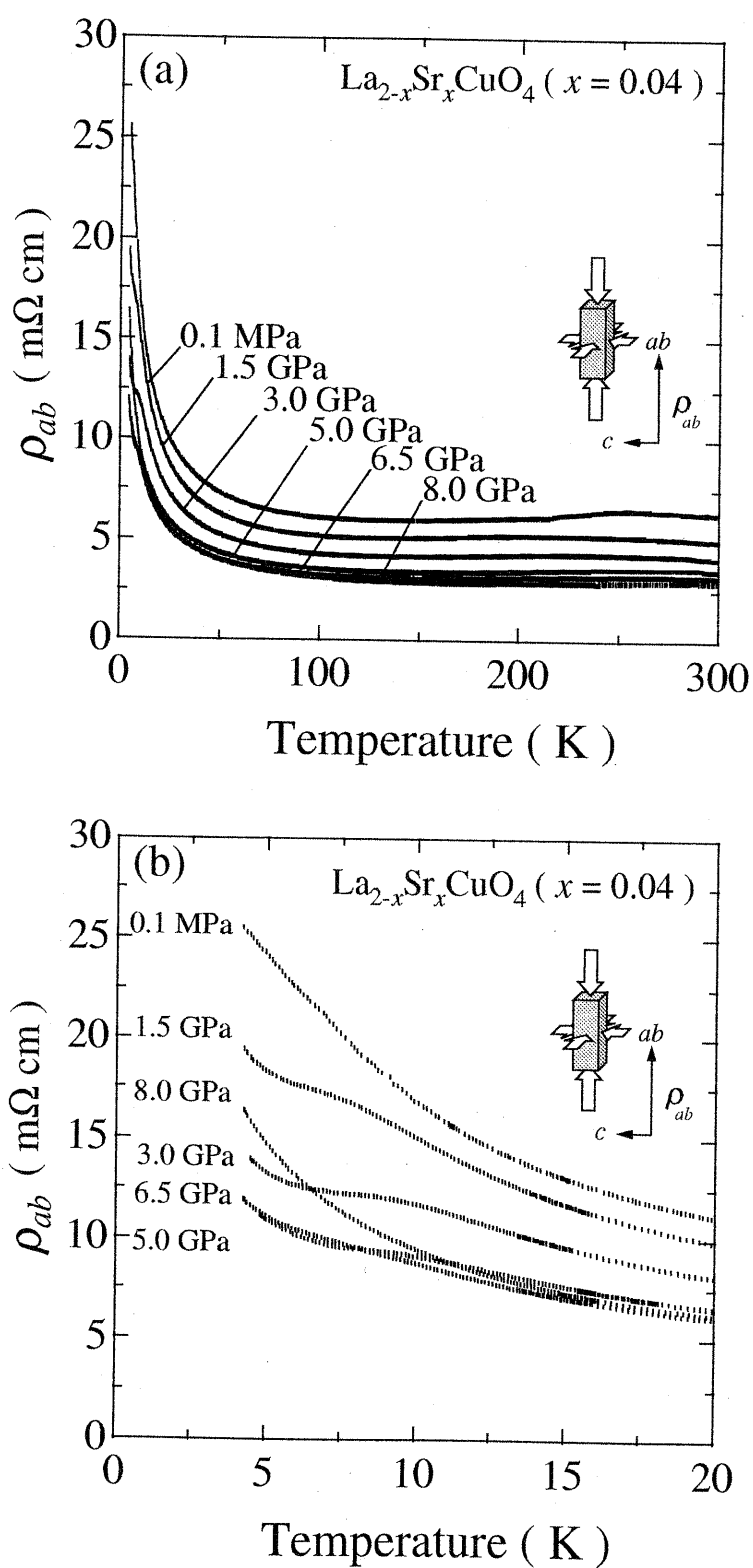 30
(a)
La2-xSrxCuO4 ( x = 0.04 )
25
20
15
10
5
0
ρab ( mΩ cm )
0.1 MPa
1.5 GPa
3.0 GPa
5.0 GPa
6.5 GPa
8.0 GPa
ab
ρab
c
0 100 200 300
Temperature ( K )
30
(b)
La2-xSrxCuO4 ( x = 0.04 )
25
20
15
10
5
0
ρab ( mΩ cm )
0.1 MPa
1.5 GPa
8.0 GPa
3.0 GPa
6.5 GPa
5.0 GPa
ab
ρab
c
0 5 10 15 20
Temperature ( K )